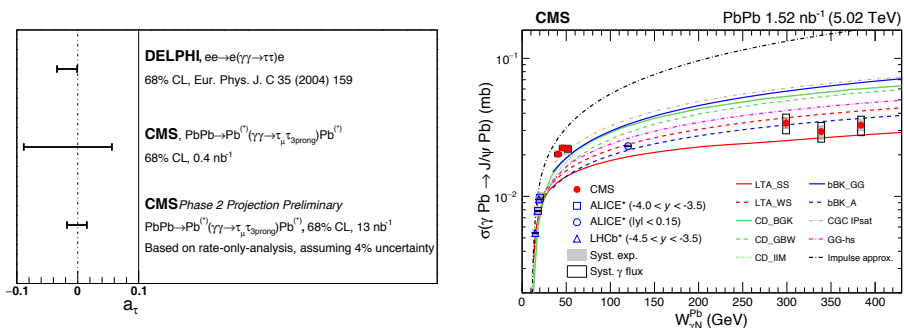 DELPHI, ee→e(γγ→ττ)e
68% CL, Eur. Phys. J. C 35 (2004) 159
CMS, PbPb→Pb(*)(γγ→τμτ3prong)Pb(*)
68% CL, 0.4 nb-1
CMS Phase 2 Projection Preliminary
PbPb→Pb(*)(γγ→τμτ3prong)Pb(*), 68% CL, 13 nb-1
Based on rate-only-analysis, assuming 4% uncertainty
−0.1 0 0.1
aτ
CMS PbPb 1.52 nb-1 (5.02 TeV)
σ(γ Pb → J/ψ Pb) (mb)
10-1
10-2
CMS
ALICE* (-4.0 < y < -3.5)
ALICE* (|y| < 0.15)
LHCb* (-4.5 < y < -3.5)
Syst. exp.
Syst. γ flux
LTA_SS
LTA_WS
CD_BGK
CD_GBW
CD_IIM
bBK_GG
bBK_A
CGC IPsat
GG-hs
Impulse approx.
0 50 100 150 200 250 300 350 400
WPbγN (GeV)